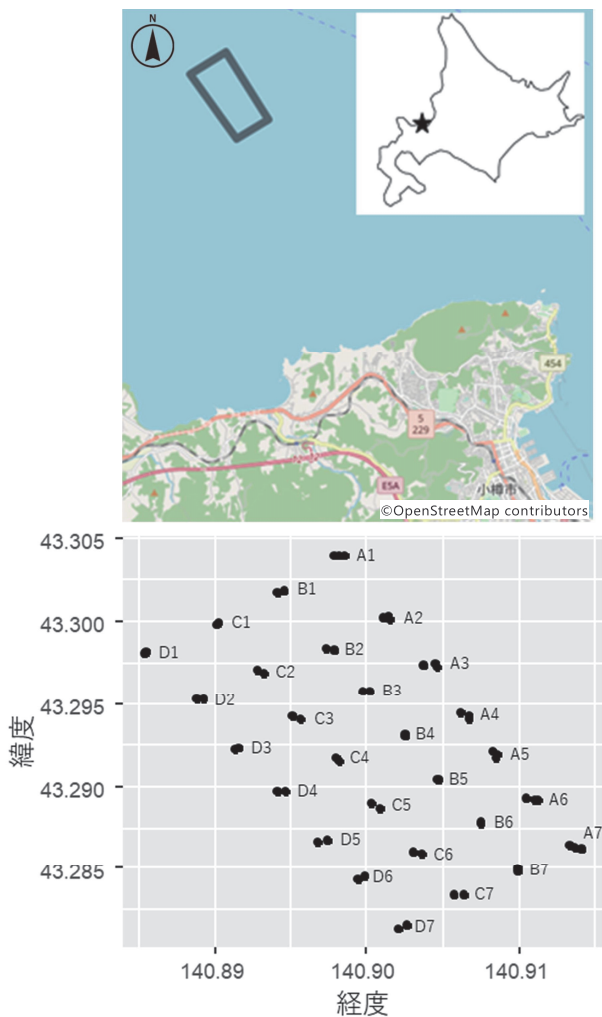 N
454
5
229
E5A
小樽市
©OpenStreetMap contributors
43.305
43.300
43.295
43.290
43.285
緯度
A1
B1
A2
C1
B2
D1
A3
C2
B3
D2
A4
C3
B4
D3
A5
C4
B5
D4
A6
C5
B6
A7
D5
C6
B7
D6
C7
D7
140.89
140.90
140.91
経度